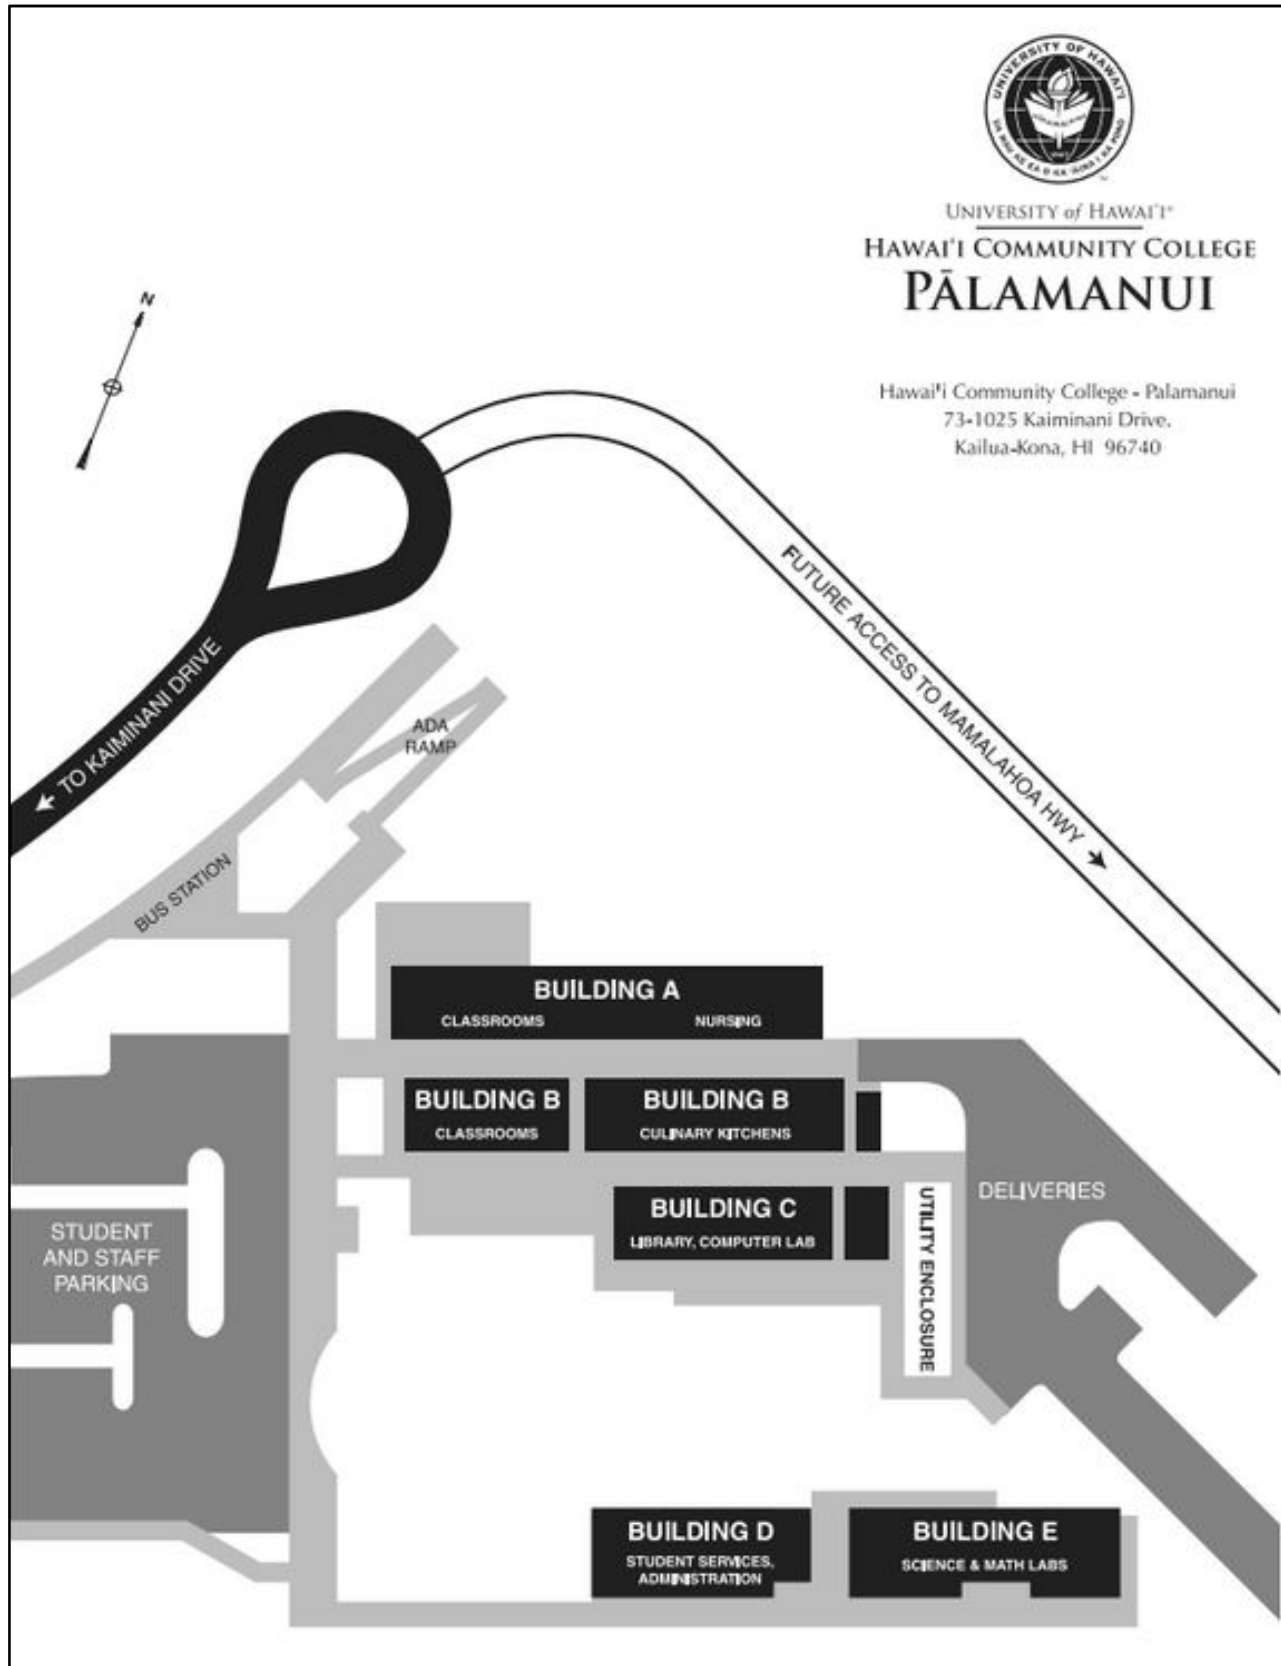 UNIVERSITY OF HAWAI'I
UNIVERSITY of HAWAI'I®
HAWAI'I COMMUNITY COLLEGE
PĀLAMANUI
N
Hawai'i Community College - Palamanui
73-1025 Kaiminani Drive.
Kailua-Kona, HI 96740
FUTURE ACCESS TO MAMALAHOA HWY
TO KAIMINANI DRIVE
ADA
RAMP
BUS STATION
BUILDING A
CLASSROOMS NURSING
BUILDING B
CLASSROOMS
BUILDING B
CULINARY KITCHENS
BUILDING C
LIBRARY, COMPUTER LAB
UTILITY ENCLOSURE
DELIVERIES
STUDENT
AND STAFF
PARKING
BUILDING D
STUDENT SERVICES,
ADMINISTRATION
BUILDING E
SCIENCE & MATH LABS